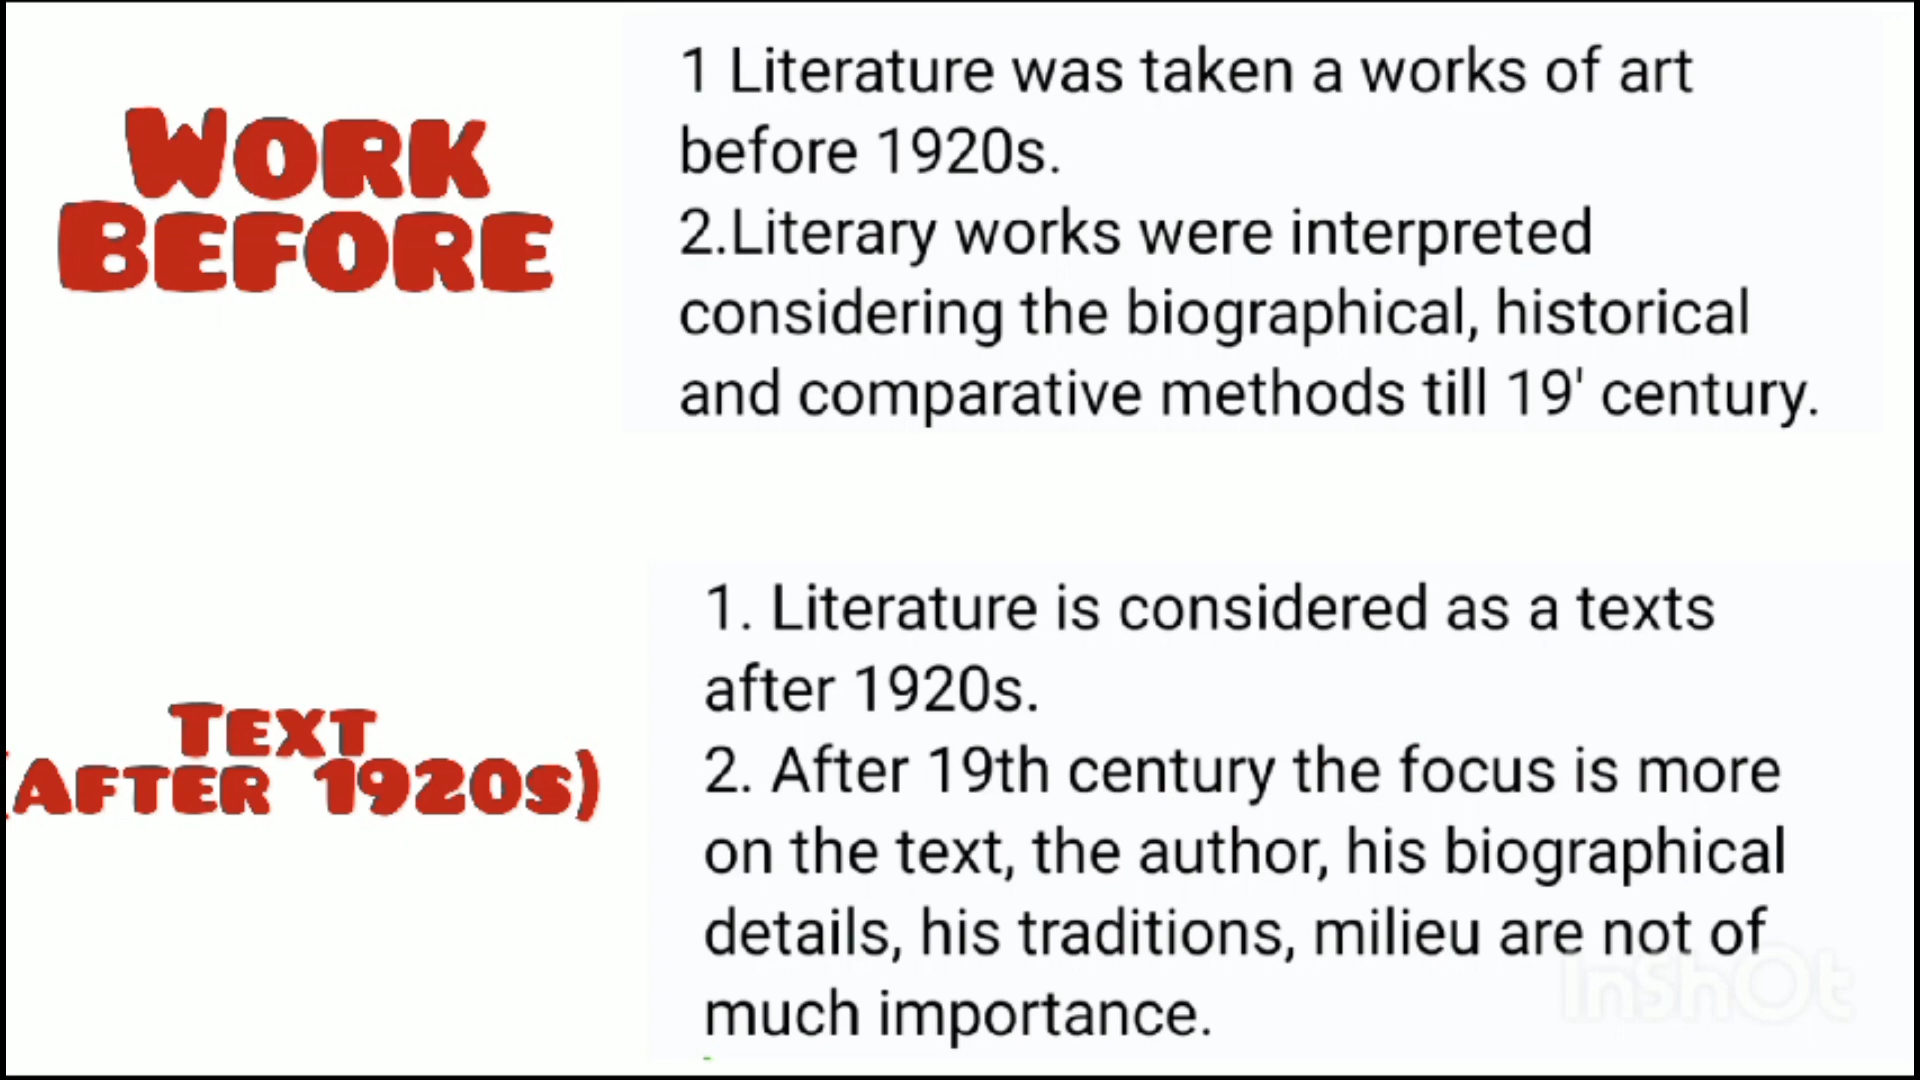 WORK
BEFORE
1 Literature was taken a works of art
before 1920s.
2.Literary works were interpreted
considering the biographical, historical
and comparative methods till 19' century.
TEXT
(AFTER 1920s)
1. Literature is considered as a texts
after 1920s.
2. After 19th century the focus is more
on the text, the author, his biographical
details, his traditions, milieu are not of
much importance.
InShOt